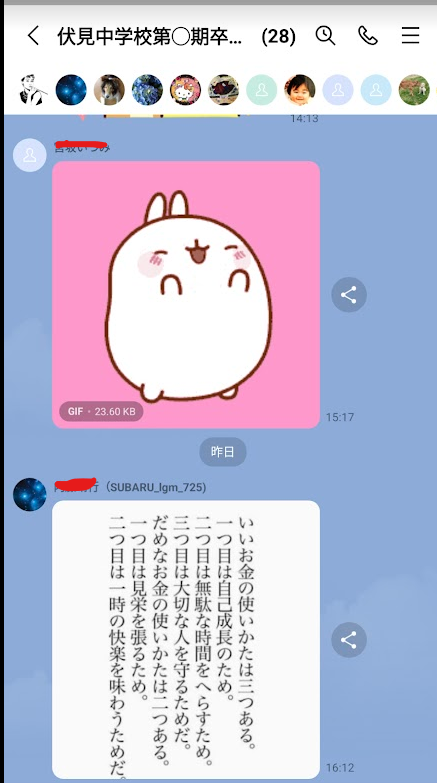 伏見中学校第〇期卒... (28)
14:13
GIF・23.60 KB
15:17
昨日
行（SUBARU_lgm_725)
いいお金の使いかたは三つある。
一つ目は自己成長のため。
二つ目は無駄な時間をへらすため。
三つ目は大切な人を守るためだ。
だめなお金の使いかたは二つある。
一つ目は見栄を張るため。
二つ目は一時の快楽を味わうためだ。
16:12